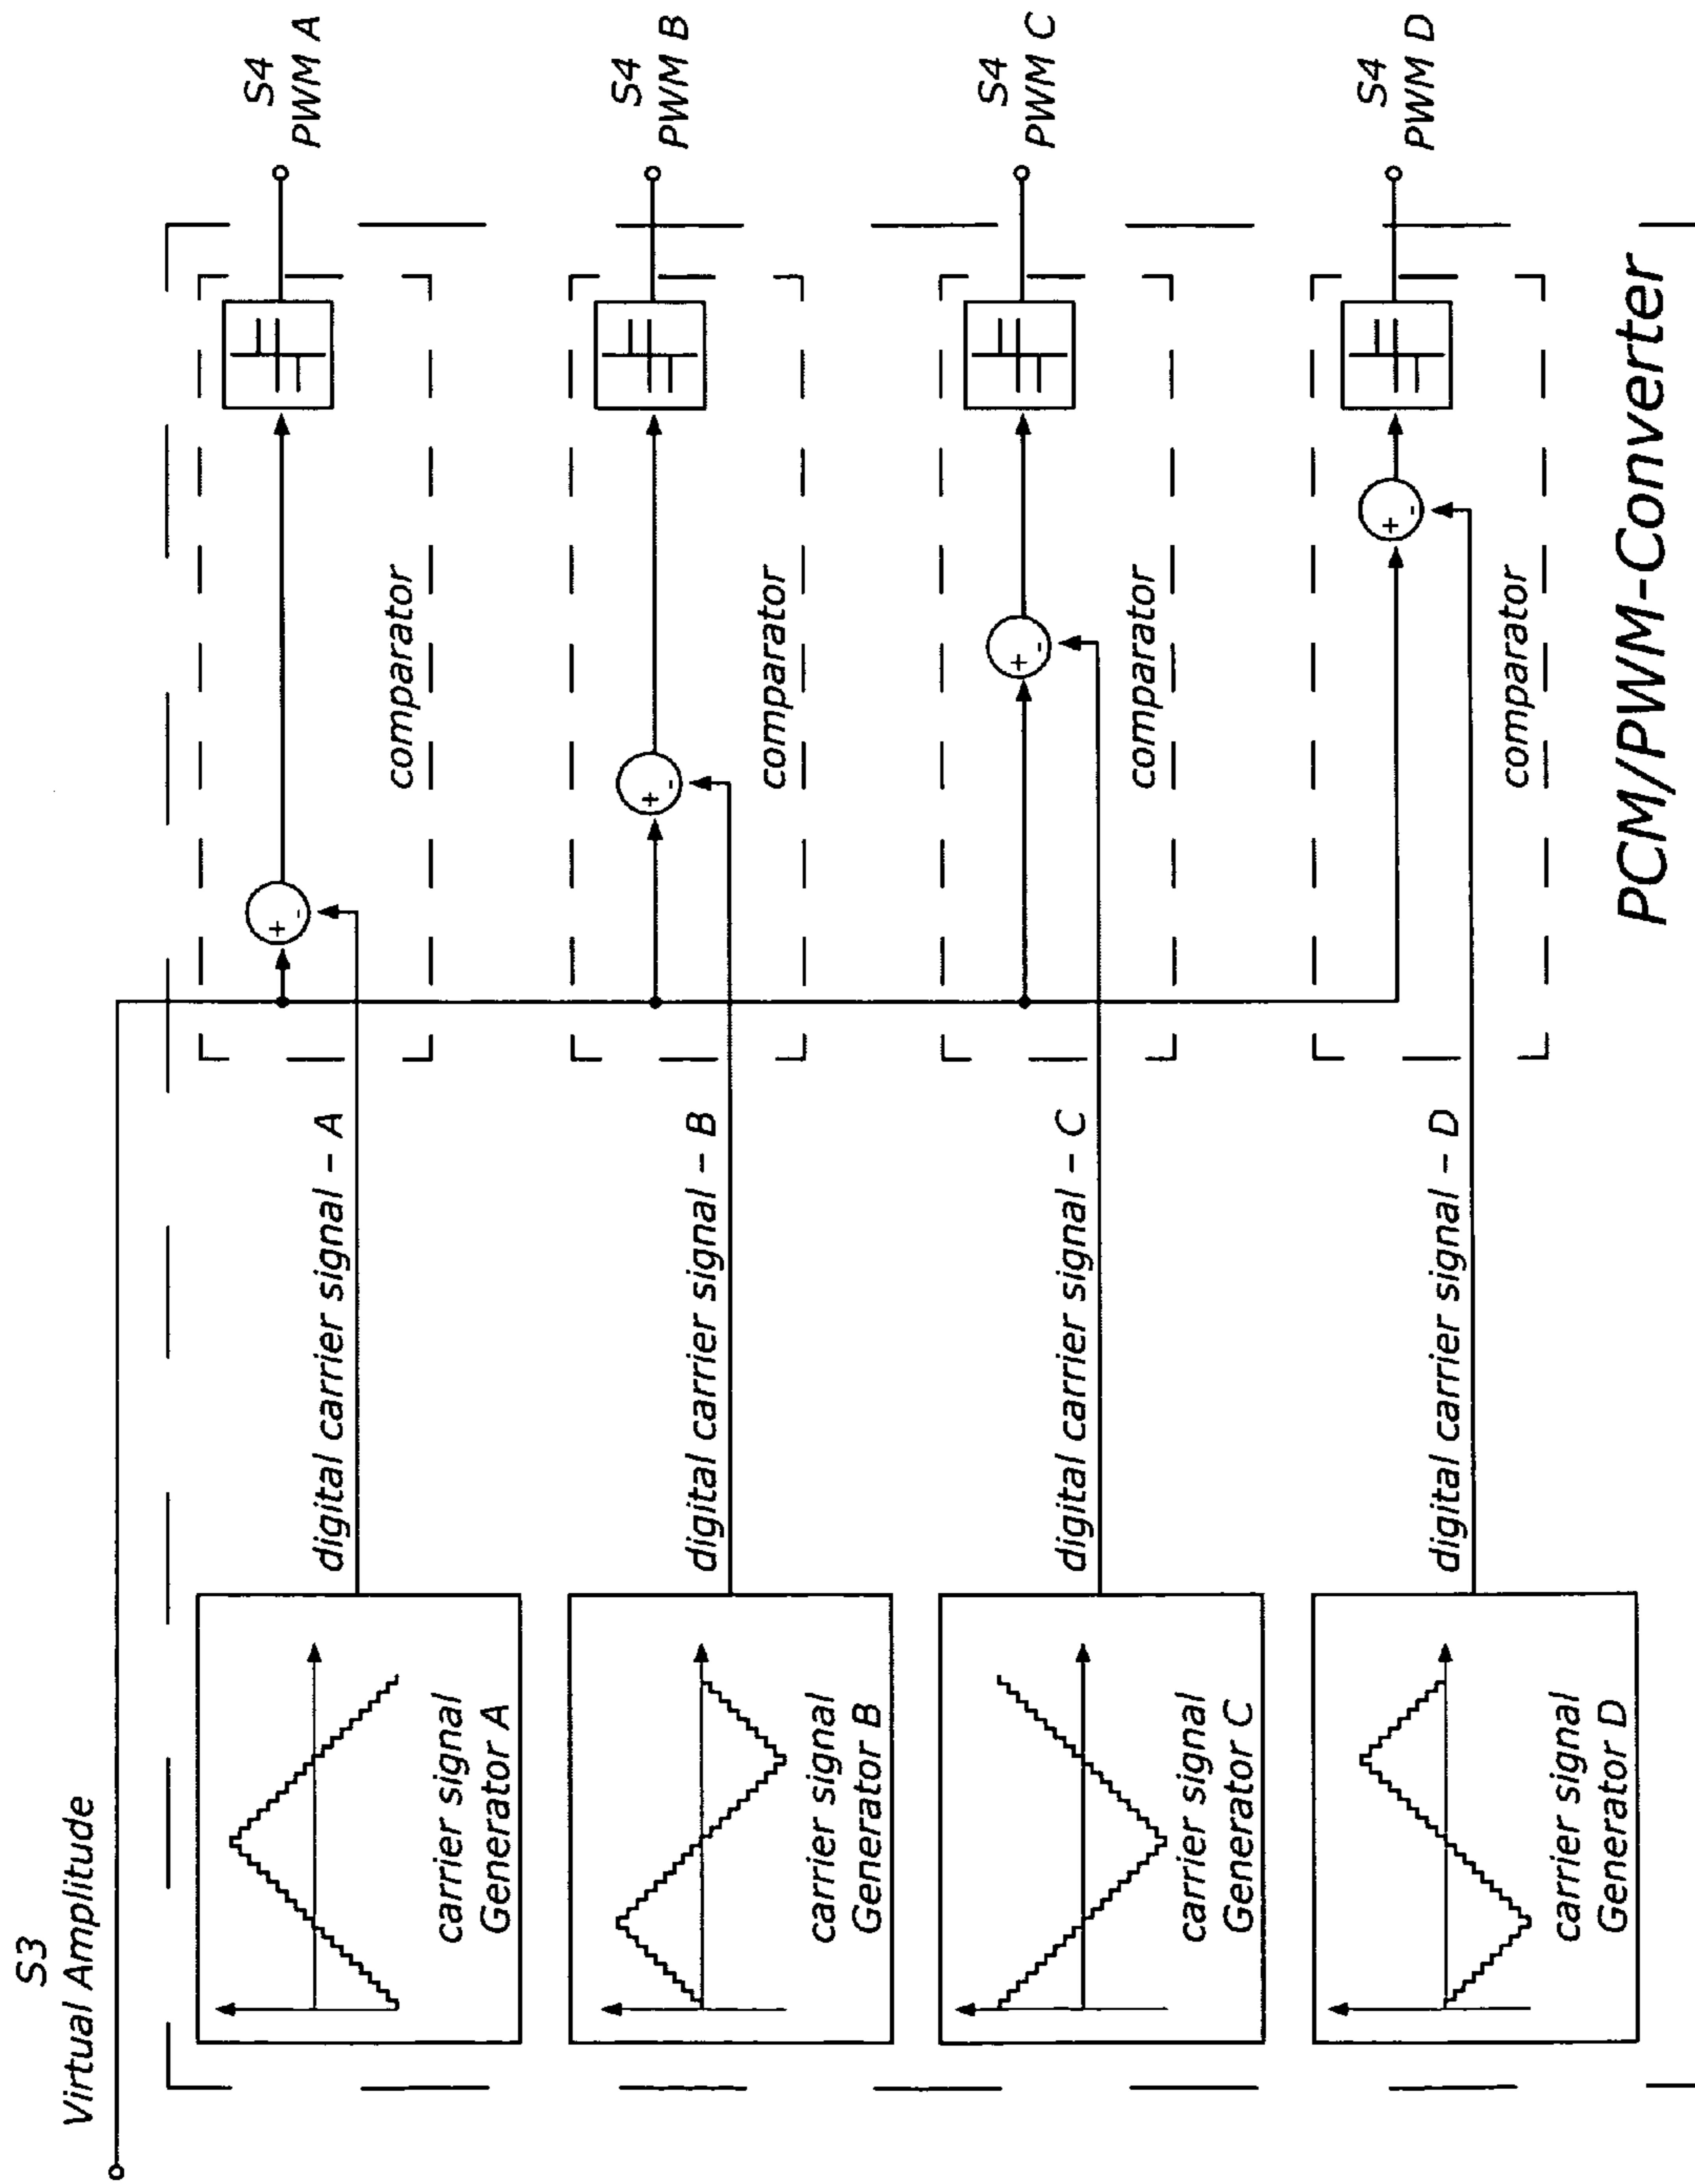 S3
Virtual Amplitude
carrier signal
Generator A
digital carrier signal - A
+
-
comparator
S4
PWM A
carrier signal
Generator B
digital carrier signal - B
+
-
comparator
S4
PWM B
carrier signal
Generator C
digital carrier signal - C
+
-
comparator
S4
PWM C
carrier signal
Generator D
digital carrier signal - D
+
-
comparator
S4
PWM D
PCM/PWM-Converter